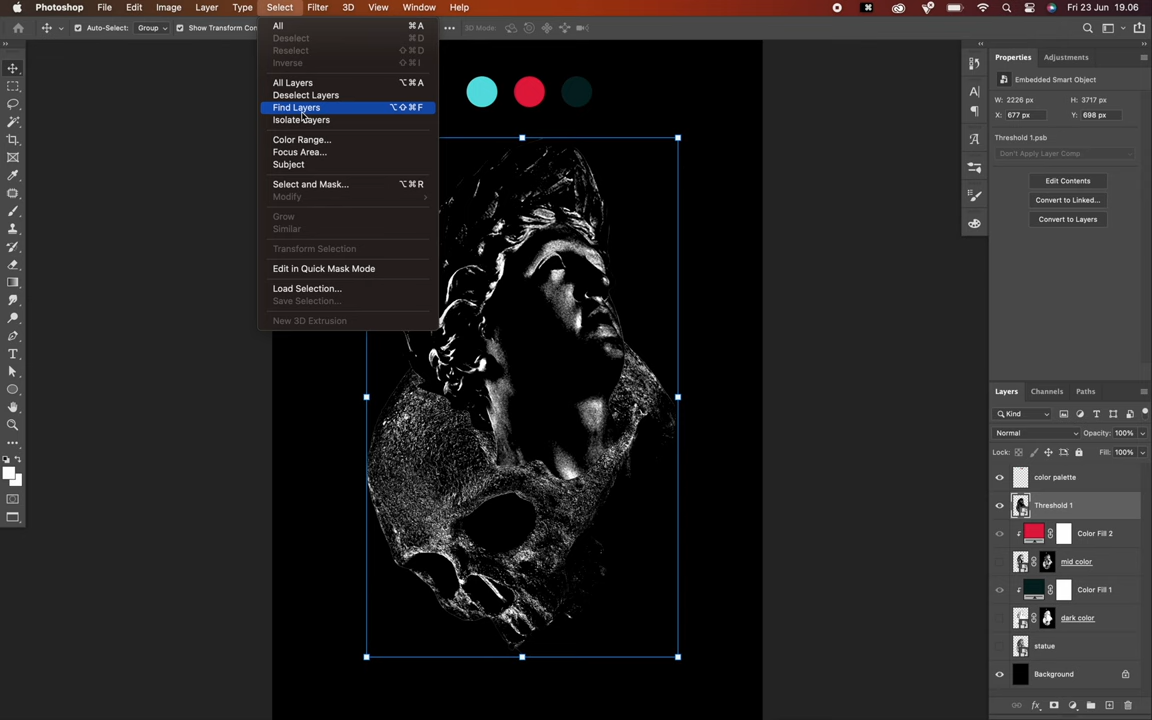 Photoshop File Edit Image Layer Type Select Filter 3D View Window Help Fri 23 Jun 19.06
Auto-Select: Group Show Transform Con 3D Mode:
All ⌘A
Deselect ⌘D
Reselect ⇧⌘D
Inverse ⇧⌘I
All Layers ⌥⌘A
Deselect Layers
Find Layers ⌥⇧⌘F
Isolate Layers
Color Range...
Focus Area...
Subject
Select and Mask... ⌥⌘R
Modify
Grow
Similar
Transform Selection
Edit in Quick Mask Mode
Load Selection...
Save Selection...
New 3D Extrusion
Properties Adjustments
Embedded Smart Object
W: 2226 px H: 3717 px
X: 677 px Y: 698 px
Threshold 1.psb
Don't Apply Layer Comp
Edit Contents
Convert to Linked...
Convert to Layers
Layers Channels Paths
Kind
Normal Opacity: 100%
Lock: Fill: 100%
color palette
Threshold 1
Color Fill 2
mid color
Color Fill 1
dark color
statue
Background